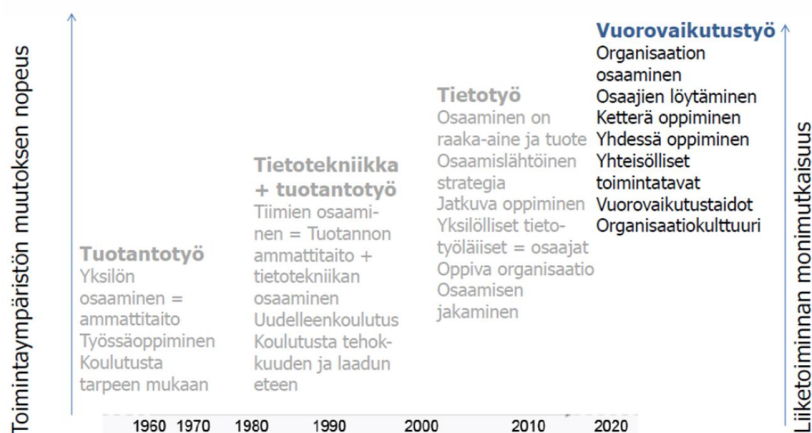 Toimintaympäristön muutoksen nopeus
Tuotantotyö
Yksilön
osaaminen =
ammattitaito
Työssäoppiminen
Koulutusta
tarpeen mukaan
Tietotekniikka
+ tuotantotyö
Tiimien osaami-
nen = Tuotannon
ammattitaito +
tietotekniikan
osaaminen
Uudelleenkoulutus
Koulutusta tehok-
kuuden ja laadun
eteen
Tietotyö
Osaaminen on
raaka-aine ja tuote
Osaamislähtöinen
strategia
Jatkuva oppiminen
Yksilölliset tieto-
työläiset = osaajat
Oppiva organisaatio
Osaamisen
jakaminen
Vuorovaikutustyö
Organisaation
osaaminen
Osaajien löytäminen
Ketterä oppiminen
Yhdessä oppiminen
Yhteisölliset
toimintatavat
Vuorovaikutustaidot
Organisaatiokulttuuri
Liiketoiminnan monimutkaisuus
1960 1970 1980 1990 2000 2010 2020